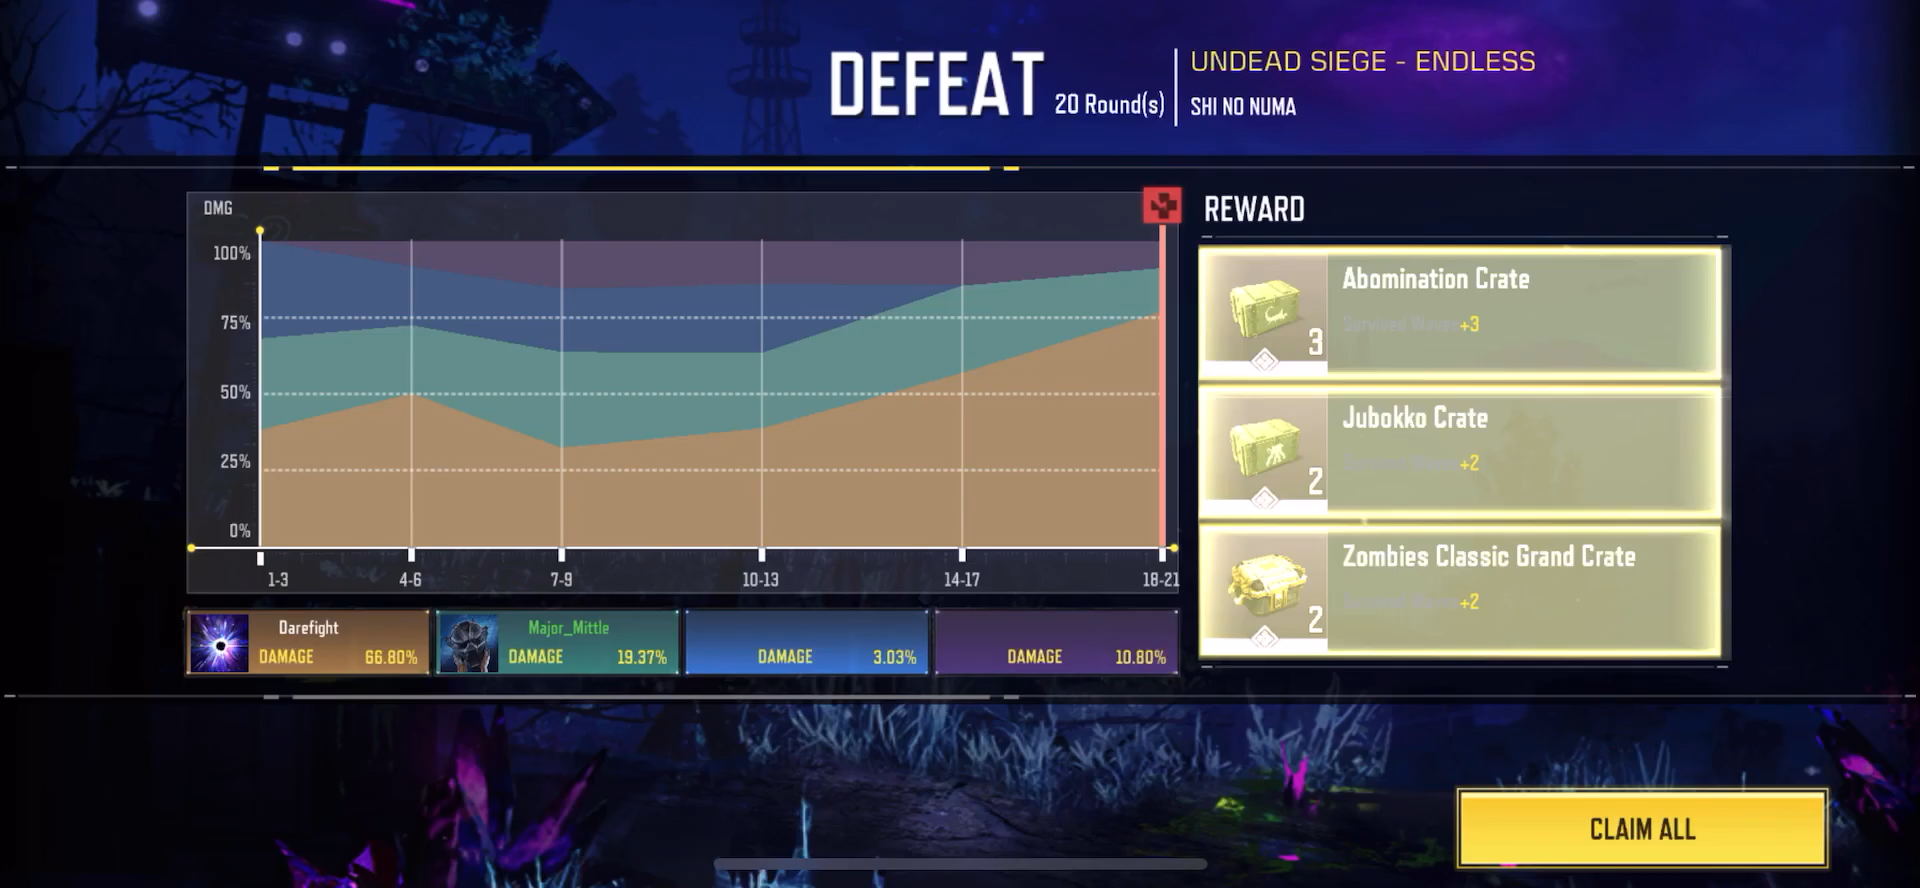 DEFEAT
20 Round(s)
UNDEAD SIEGE - ENDLESS
SHI NO NUMA
DMG
100%
75%
50%
25%
0%
1-3
4-6
7-9
10-13
14-17
18-21
Darefight
DAMAGE 66.80%
Major_Mittle
DAMAGE 19.37%
DAMAGE 3.03%
DAMAGE 10.80%
REWARD
Abomination Crate
Survived Waves+3
3
Jubokko Crate
+2
2
Zombies Classic Grand Crate
+2
2
CLAIM ALL